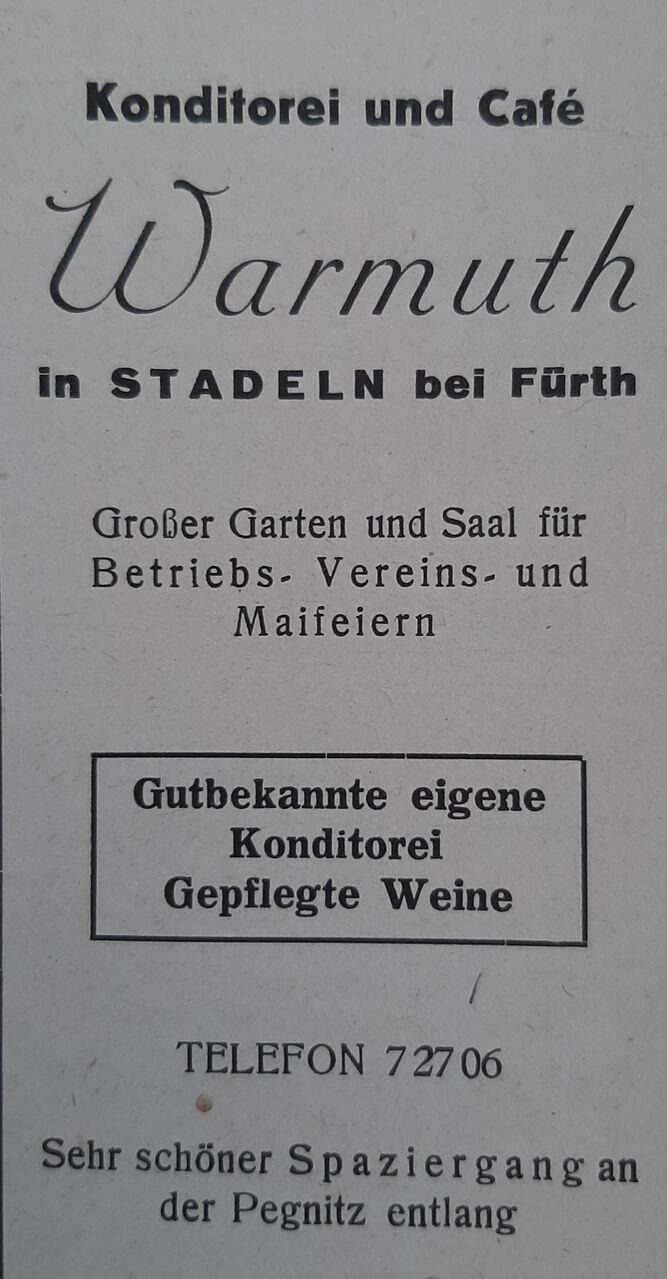 Konditorei und Café
Warmuth
in STADELN bei Fürth
Großer Garten und Saal für
Betriebs- Vereins- und
Maifeiern
Gutbekannte eigene
Konditorei
Gepflegte Weine
TELEFON 72706
Sehr schöner Spaziergang an
der Pegnitz entlang